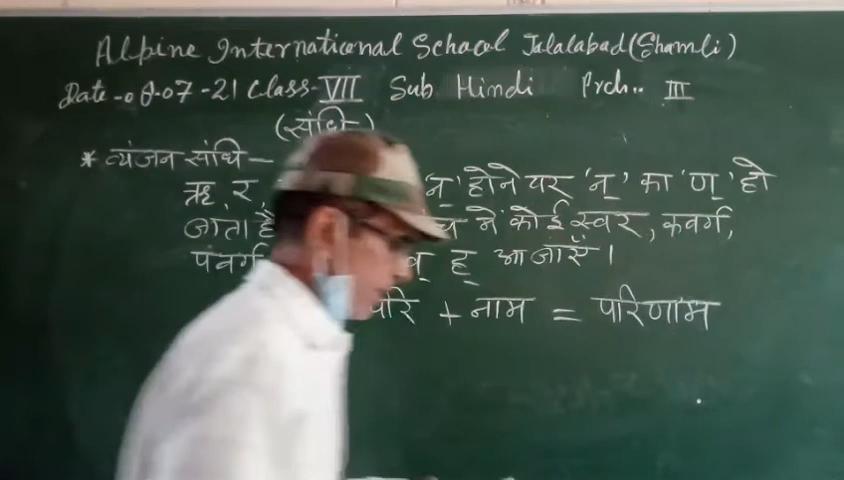 Alpine International School Jalalabad (Shamli)
Date - 07-21 Class-VII Sub Hindi Prch.. III
(संधि)
* व्यंजन संधि—
ऋ, र, 'न्' होने पर 'न्' का 'ण्' हो
जाता है च में कोई स्वर, कवर्ग,
पवर्ग व्, ह् आ जाएँ।
परि + नाम = परिणाम